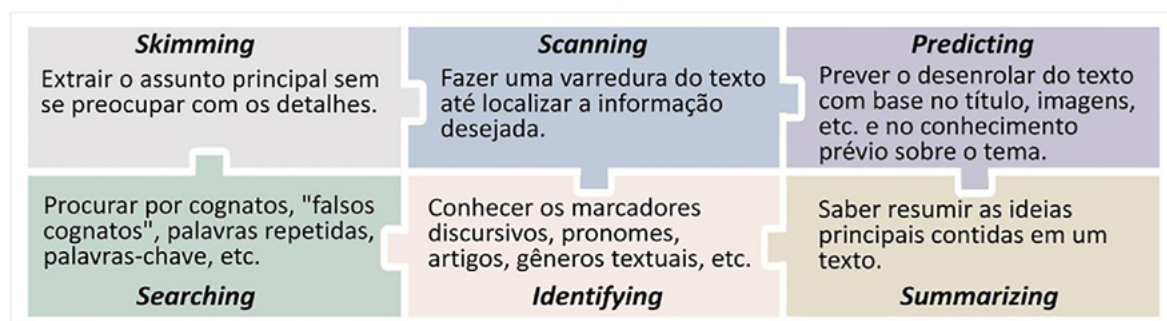 Skimming
Extrair o assunto principal sem
se preocupar com os detalhes.
Scanning
Fazer uma varredura do texto
até localizar a informação
desejada.
Predicting
Prever o desenrolar do texto
com base no título, imagens,
etc. e no conhecimento
prévio sobre o tema.
Procurar por cognatos, "falsos
cognatos", palavras repetidas,
palavras-chave, etc.
Searching
Conhecer os marcadores
discursivos, pronomes,
artigos, gêneros textuais, etc.
Identifying
Saber resumir as ideias
principais contidas em um
texto.
Summarizing